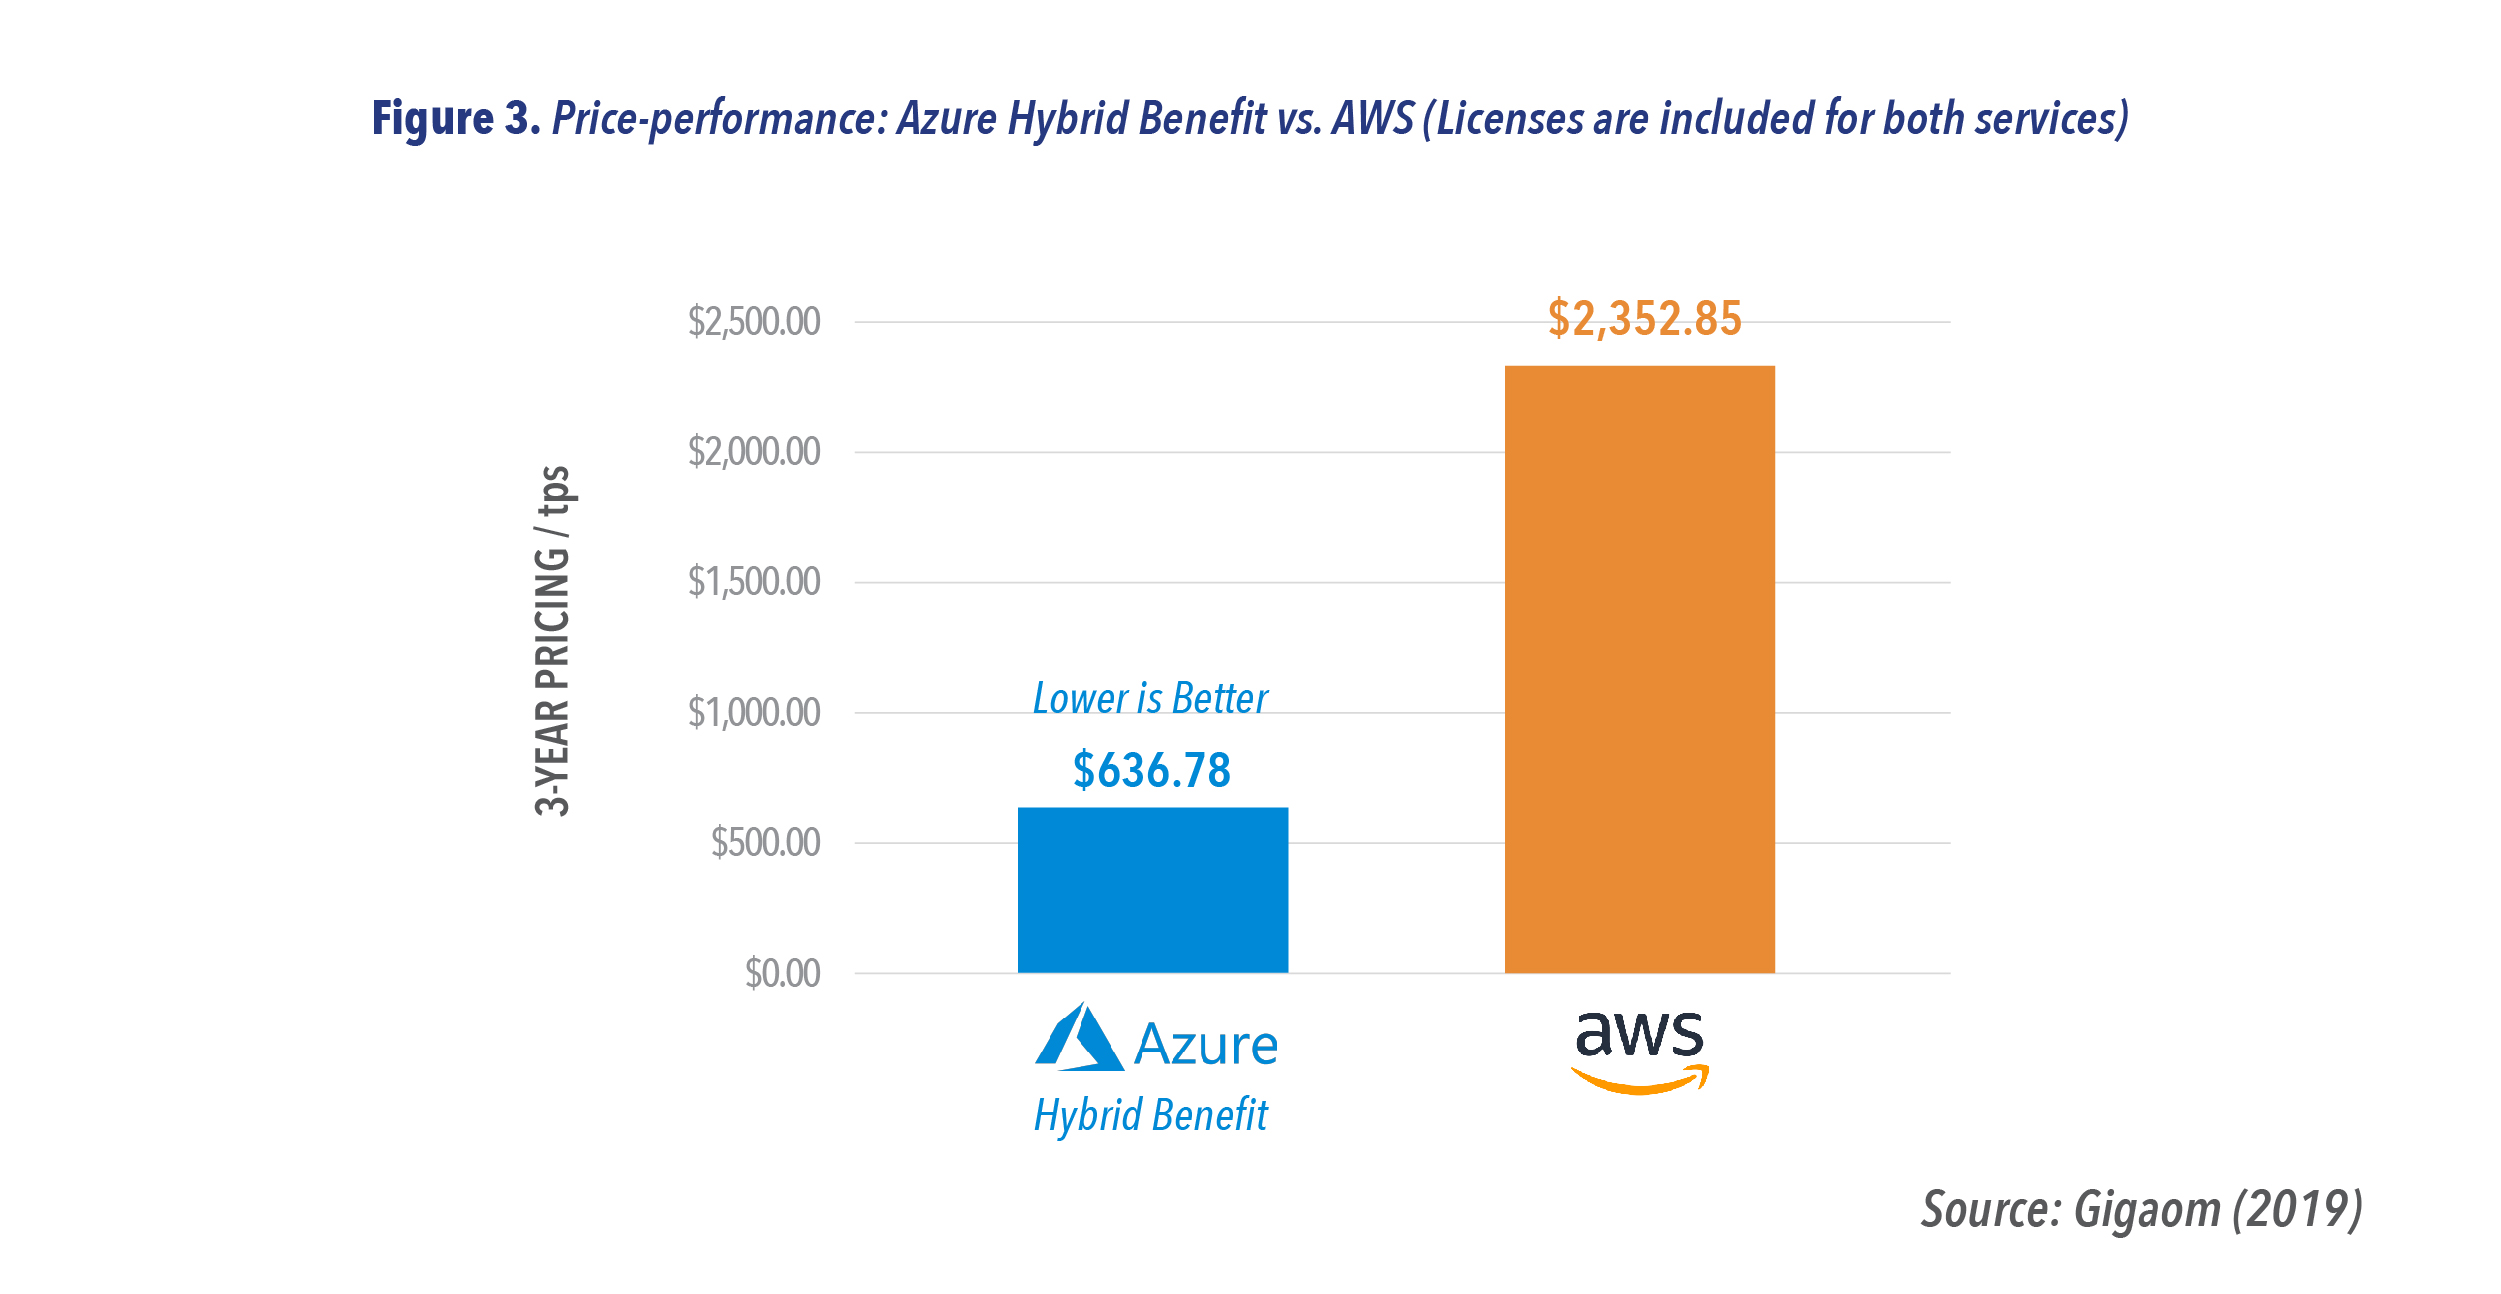 Figure 3. Price-performance: Azure Hybrid Benefit vs. AWS (Licenses are included for both services)
3-YEAR PRICING / tps
$2,500.00
$2,000.00
$1,500.00
$1,000.00
$500.00
$0.00
Lower is Better
$636.78
$2,352.85
Azure
Hybrid Benefit
aws
Source: Gigaom (2019)